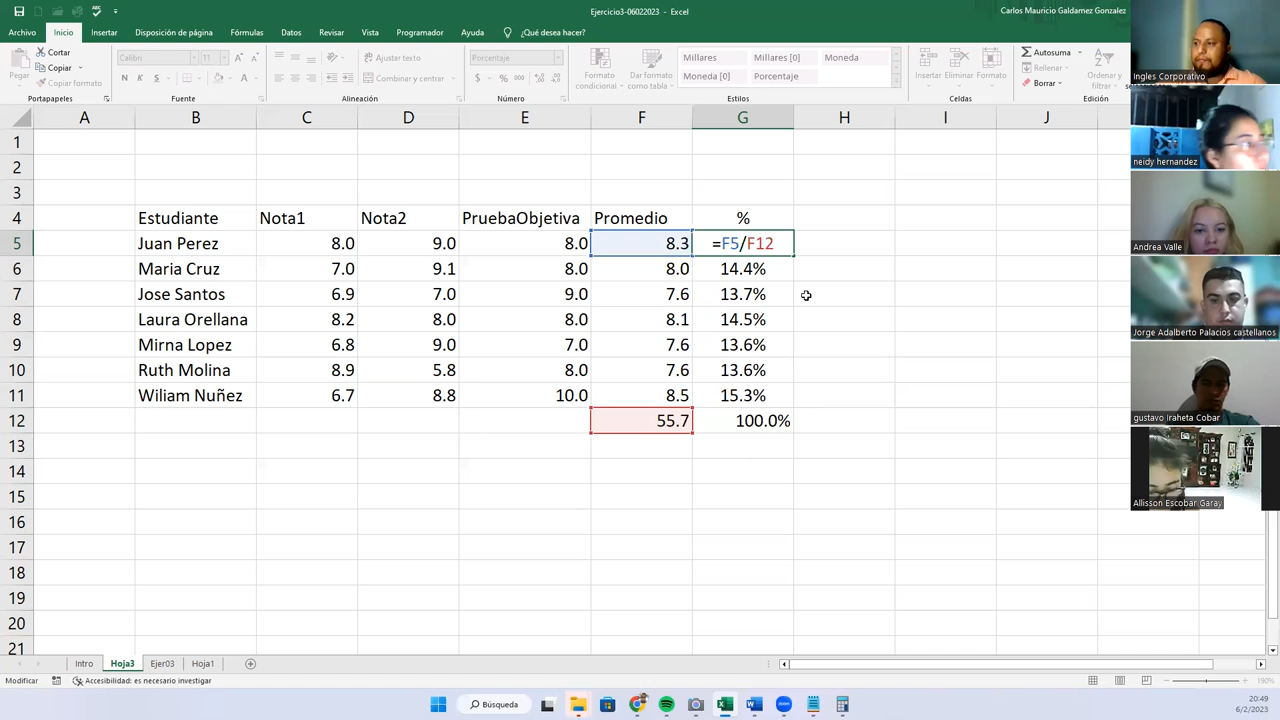 Ejercicio3-06022023 - Excel
Carlos Mauricio Galdamez Gonzalez
Archivo Inicio Insertar Disposición de página Fórmulas Datos Revisar Vista Programador Ayuda ¿Qué desea hacer?
Pegar
Cortar
Copiar
Copiar formato
Portapapeles
Calibri 11
N K S
Fuente
Ajustar texto
Combinar y centrar
Alineación
Porcentaje
$ % 000
Número
Formato condicional
Dar formato como tabla
Millares Millares [0] Moneda
Moneda [0] Porcentaje
Estilos
Insertar Eliminar Formato
Celdas
Autosuma
Rellenar
Borrar
Ordenar y
Edición
A B C D E F G H I J
1
2
3
4 Estudiante Nota1 Nota2 PruebaObjetiva Promedio %
5 Juan Perez 8.0 9.0 8.0 8.3 =F5/F12
6 Maria Cruz 7.0 9.1 8.0 8.0 14.4%
7 Jose Santos 6.9 7.0 9.0 7.6 13.7%
8 Laura Orellana 8.2 8.0 8.0 8.1 14.5%
9 Mirna Lopez 6.8 9.0 7.0 7.6 13.6%
10 Ruth Molina 8.9 5.8 8.0 7.6 13.6%
11 Wiliam Nuñez 6.7 8.8 10.0 8.5 15.3%
12 55.7 100.0%
13
14
15
16
17
18
19
20
21
Intro Hoja3 Ejer03 Hoja1
Modificar Accesibilidad: es necesario investigar
190%
Búsqueda
20:49
6/2/2023
Ingles Corporativo
neidy hernandez
Andrea Valle
Jorge Adalberto Palacios castellanos
gustavo Iraheta Cobar
Allisson Escobar Garay